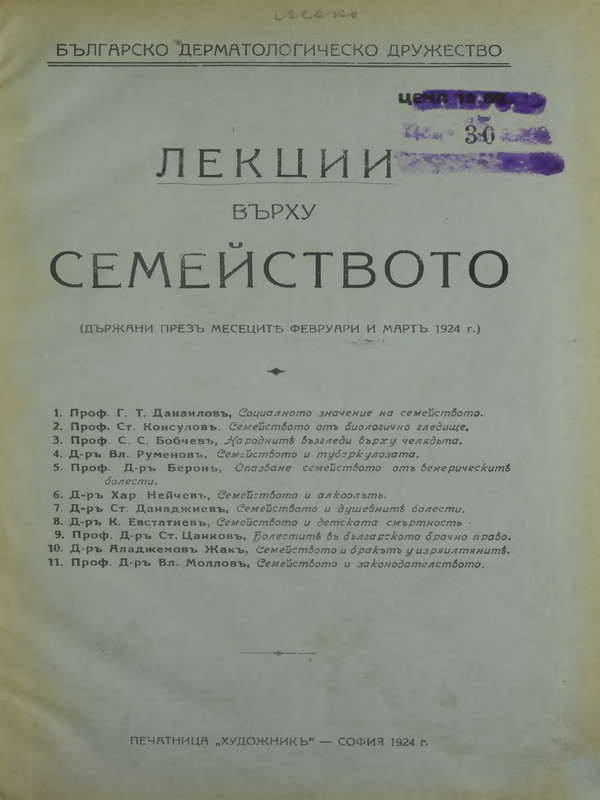 БЪЛГАРСКО ДЕРМАТОЛОГИЧЕСКО ДРУЖЕСТВО
ЦЕНА 10 ЛВ.
30
ЛЕКЦИИ
ВЪРХУ
СЕМЕЙСТВОТО
(ДЪРЖАНИ ПРЕЗЪ МЕСЕЦИТѢ ФЕВРУАРИ И МАРТЪ 1924 г.)
1. Проф. Г. Т. Данаиловъ, Социалното значение на семейството.
2. Проф. Ст. Консуловъ. Семейството отъ биологично гледище.
3. Проф. С. С. Бобчевъ, Народнитѣ възгледи върху челядьта.
4. Д-ръ Вл. Руменовъ, Семейството и туберкулозата.
5. Проф. Д-ръ Беронъ, Опазване семейството отъ венерическитѣ
болести.
6. Д-ръ Хар. Нейчевъ, Семейството и алкоолътъ.
7. Д-ръ Ст. Данаджиевъ, Семейството и душевнитѣ болести.
8. Д-ръ К. Евстатиевъ, Семейството и детската смъртность.
9. Проф. Д-ръ Ст. Цанковъ, Болеститѣ въ българското брачно право.
10. Д-ръ Аладжемовъ Жакъ, Семейството и бракътъ у изряилтянитѣ.
11. Проф. Д-ръ Вл. Молловъ, Семейството и законодателството.
ПЕЧАТНИЦА „ХУДОЖНИКЪ“ — СОФИЯ 1924 г.